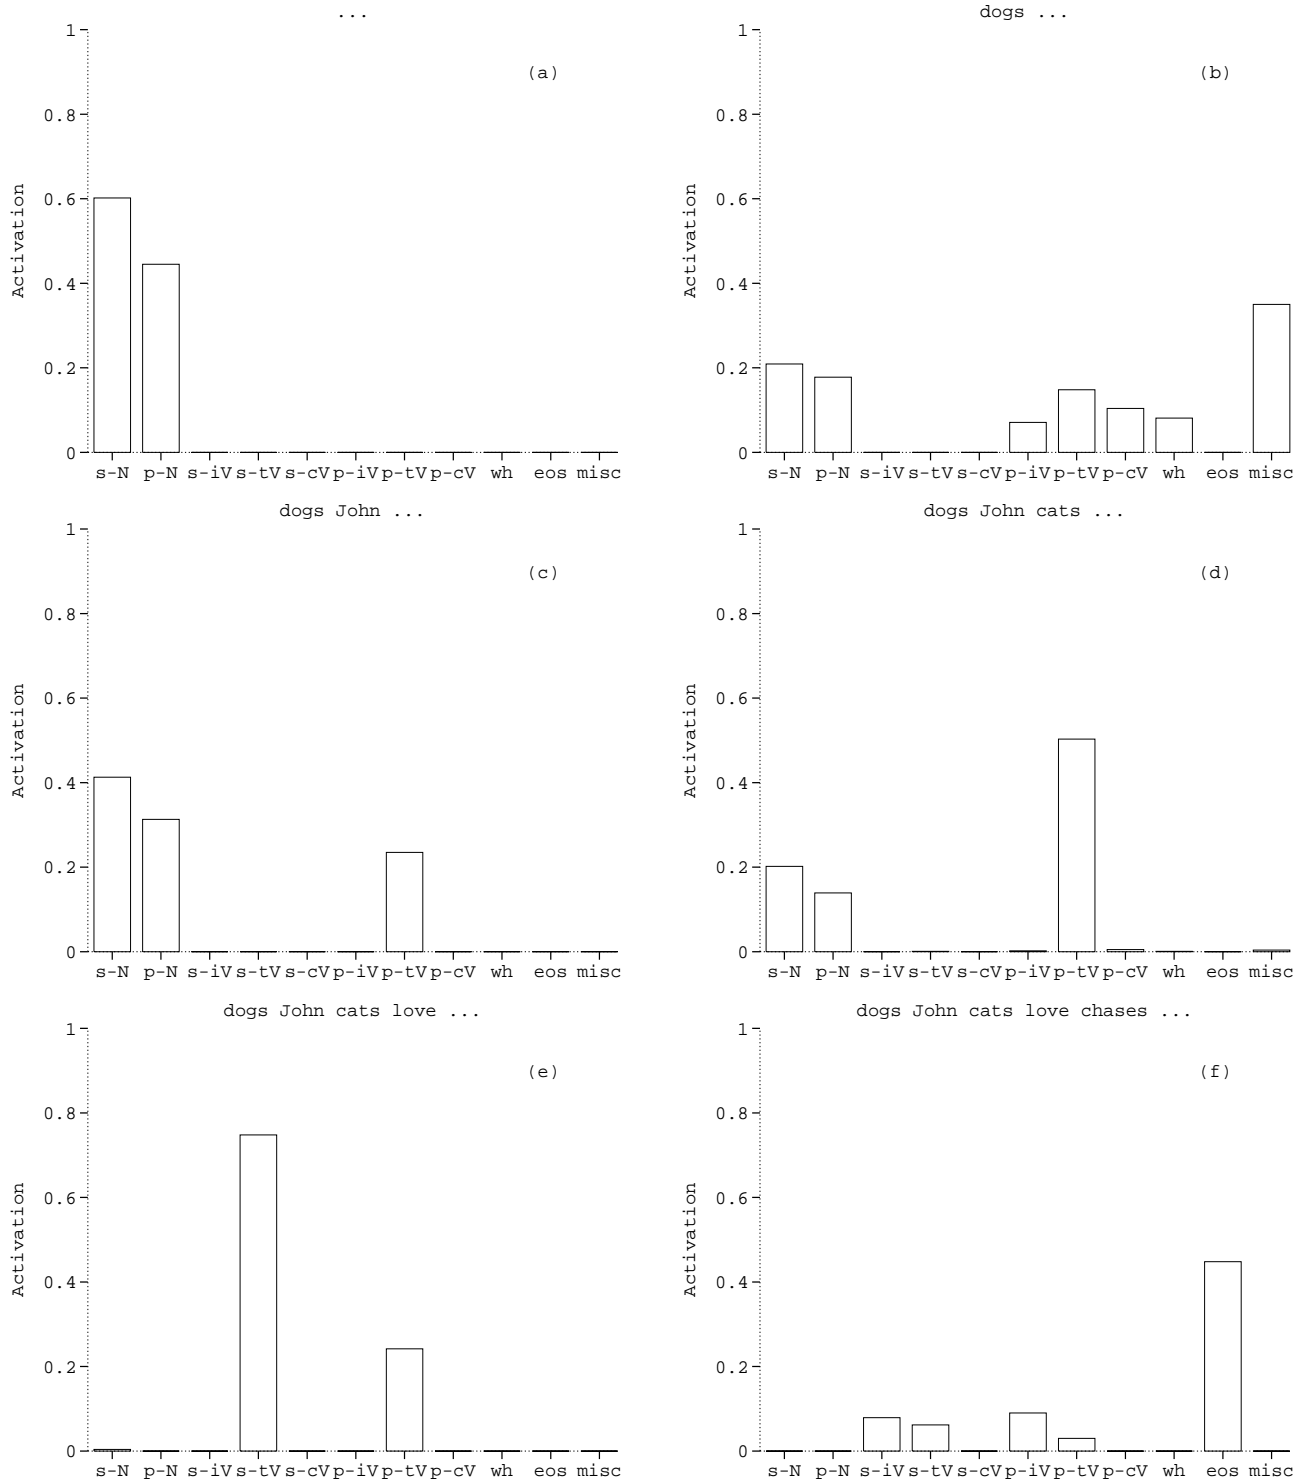 ...
1
(a)
0.8
Activation
0.6
0.4
0.2
0
s-N p-N s-iV s-tV s-cV p-iV p-tV p-cV wh eos misc
dogs ...
1
(b)
0.8
Activation
0.6
0.4
0.2
0
s-N p-N s-iV s-tV s-cV p-iV p-tV p-cV wh eos misc
dogs John ...
1
(c)
0.8
Activation
0.6
0.4
0.2
0
s-N p-N s-iV s-tV s-cV p-iV p-tV p-cV wh eos misc
dogs John cats ...
1
(d)
0.8
Activation
0.6
0.4
0.2
0
s-N p-N s-iV s-tV s-cV p-iV p-tV p-cV wh eos misc
dogs John cats love ...
1
(e)
0.8
Activation
0.6
0.4
0.2
0
s-N p-N s-iV s-tV s-cV p-iV p-tV p-cV wh eos misc
dogs John cats love chases ...
1
(f)
0.8
Activation
0.6
0.4
0.2
0
s-N p-N s-iV s-tV s-cV p-iV p-tV p-cV wh eos misc